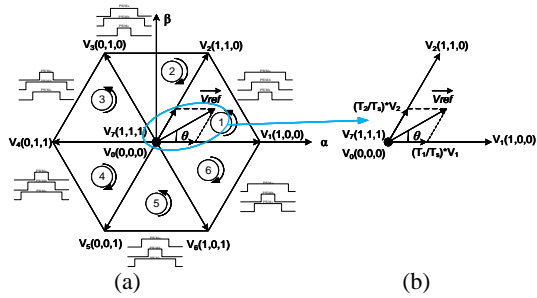 β
V₃(0,1,0)
V₂(1,1,0)
V₂(1,1,0)
2
Vref
3
1
(T₂/Tₛ)*V₂
Vref
V₇(1,1,1)
V₇(1,1,1)
V₄(0,1,1)
θ
V₁(1,0,0)
α
θ
V₁(1,0,0)
V₀(0,0,0)
V₀(0,0,0)
(T₁/Tₛ)*V₁
4
6
5
V₅(0,0,1)
V₆(1,0,1)
(a)
(b)